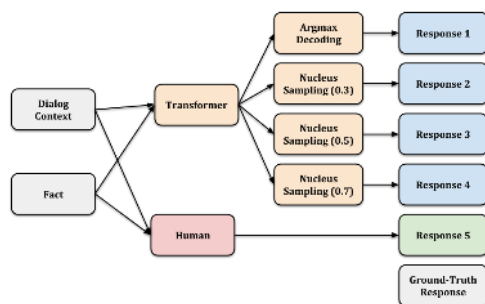 Argmax
Decoding
Response 1
Nucleus
Sampling (0.3)
Response 2
Dialog
Context
Transformer
Nucleus
Sampling (0.5)
Response 3
Fact
Nucleus
Sampling (0.7)
Response 4
Human
Response 5
Ground-Truth
Response